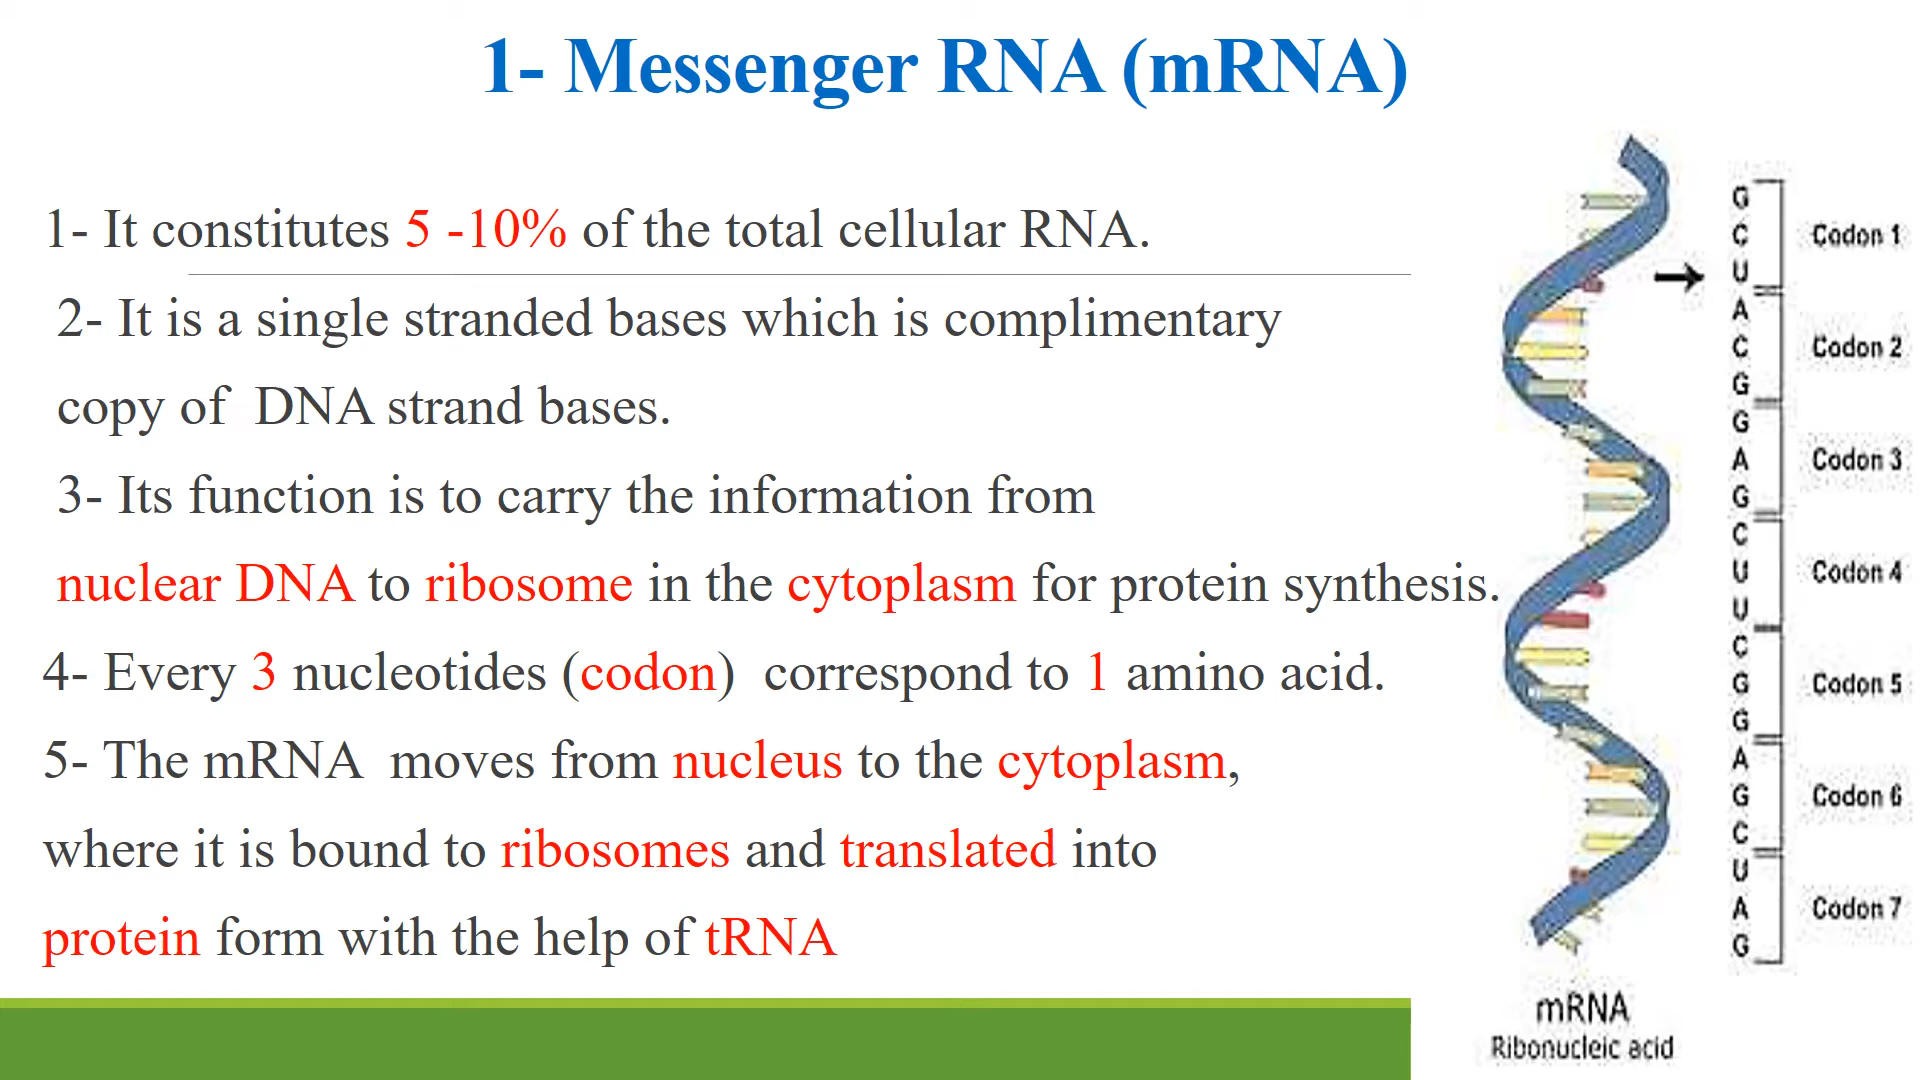 1- Messenger RNA (mRNA)
1- It constitutes 5 -10% of the total cellular RNA.
2- It is a single stranded bases which is complimentary
copy of DNA strand bases.
3- Its function is to carry the information from
nuclear DNA to ribosome in the cytoplasm for protein synthesis.
4- Every 3 nucleotides (codon) correspond to 1 amino acid.
5- The mRNA moves from nucleus to the cytoplasm,
where it is bound to ribosomes and translated into
protein form with the help of tRNA
G
C
U
Codon 1
A
C
G
Codon 2
G
A
G
Codon 3
C
U
U
Codon 4
C
G
G
Codon 5
A
G
C
Codon 6
U
A
G
Codon 7
mRNA
Ribonucleic acid